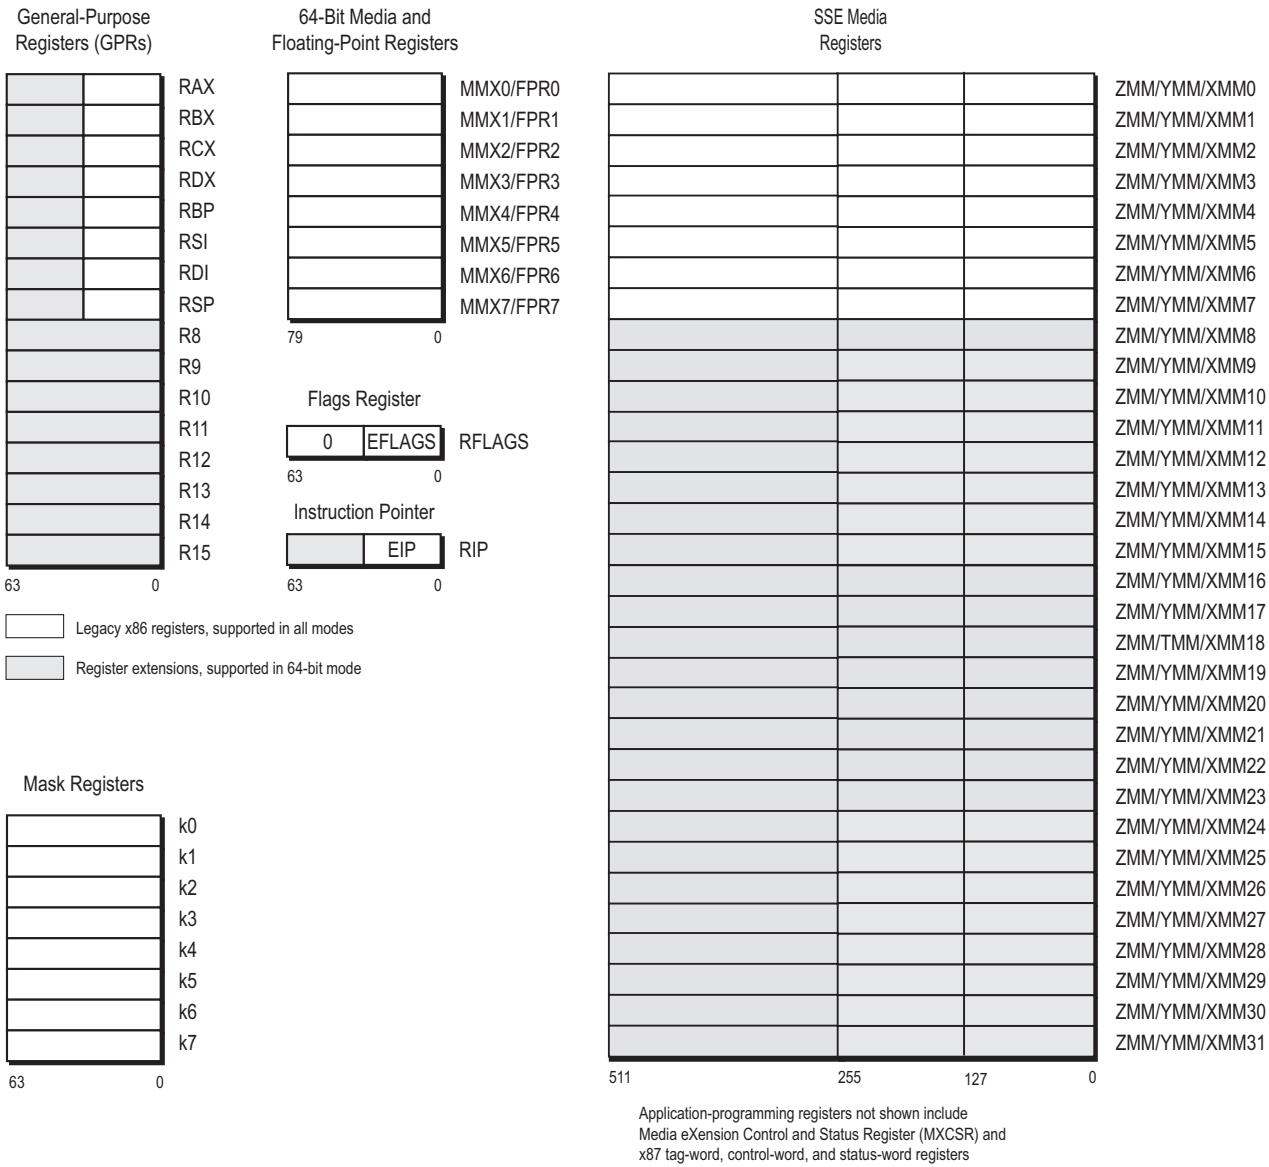 General-Purpose
Registers (GPRs)
RAX
RBX
RCX
RDX
RBP
RSI
RDI
RSP
R8
R9
R10
R11
R12
R13
R14
R15
63 0
Legacy x86 registers, supported in all modes
Register extensions, supported in 64-bit mode
Mask Registers
k0
k1
k2
k3
k4
k5
k6
k7
63 0
64-Bit Media and
Floating-Point Registers
MMX0/FPR0
MMX1/FPR1
MMX2/FPR2
MMX3/FPR3
MMX4/FPR4
MMX5/FPR5
MMX6/FPR6
MMX7/FPR7
79 0
Flags Register
0 EFLAGS RFLAGS
63 0
Instruction Pointer
EIP RIP
63 0
SSE Media
Registers
ZMM/YMM/XMM0
ZMM/YMM/XMM1
ZMM/YMM/XMM2
ZMM/YMM/XMM3
ZMM/YMM/XMM4
ZMM/YMM/XMM5
ZMM/YMM/XMM6
ZMM/YMM/XMM7
ZMM/YMM/XMM8
ZMM/YMM/XMM9
ZMM/YMM/XMM10
ZMM/YMM/XMM11
ZMM/YMM/XMM12
ZMM/YMM/XMM13
ZMM/YMM/XMM14
ZMM/YMM/XMM15
ZMM/YMM/XMM16
ZMM/YMM/XMM17
ZMM/TMM/XMM18
ZMM/YMM/XMM19
ZMM/YMM/XMM20
ZMM/YMM/XMM21
ZMM/YMM/XMM22
ZMM/YMM/XMM23
ZMM/YMM/XMM24
ZMM/YMM/XMM25
ZMM/YMM/XMM26
ZMM/YMM/XMM27
ZMM/YMM/XMM28
ZMM/YMM/XMM29
ZMM/YMM/XMM30
ZMM/YMM/XMM31
511 255 127 0
Application-programming registers not shown include
Media eXension Control and Status Register (MXCSR) and
x87 tag-word, control-word, and status-word registers